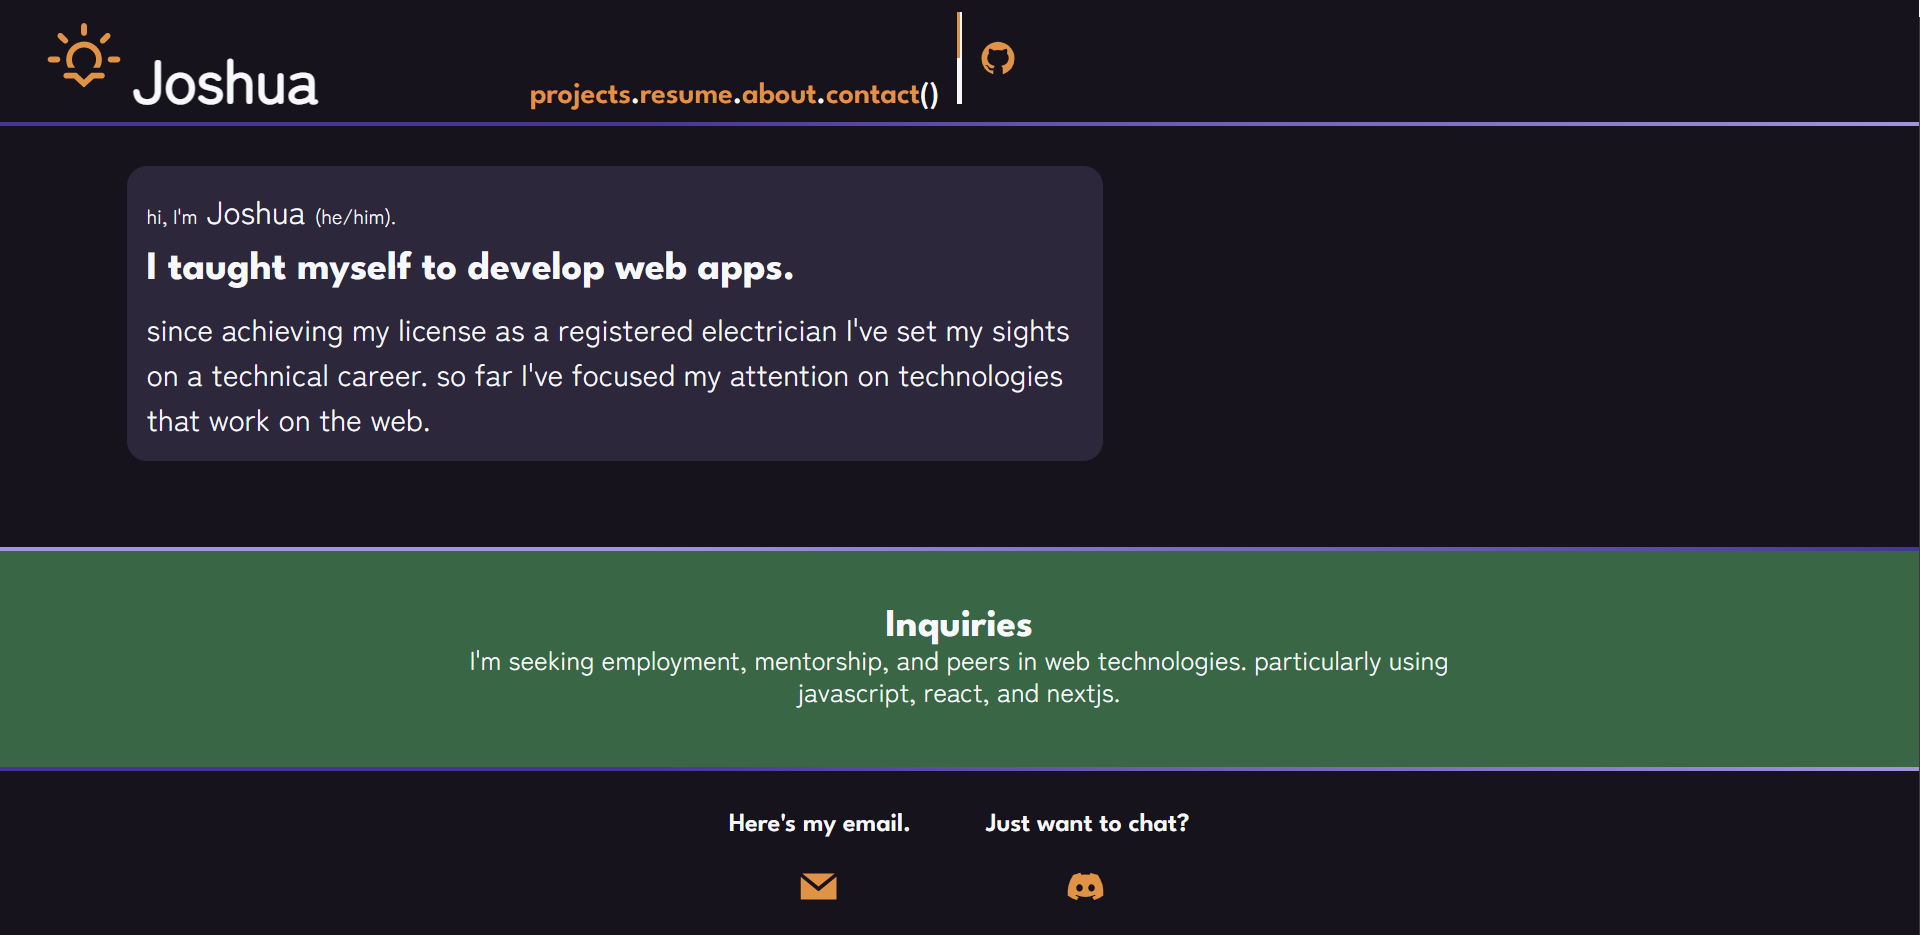 Joshua
projects.resume.about.contact()
hi, I'm Joshua (he/him).
I taught myself to develop web apps.
since achieving my license as a registered electrician I've set my sights
on a technical career. so far I've focused my attention on technologies
that work on the web.
Inquiries
I'm seeking employment, mentorship, and peers in web technologies. particularly using
javascript, react, and nextjs.
Here's my email.
Just want to chat?